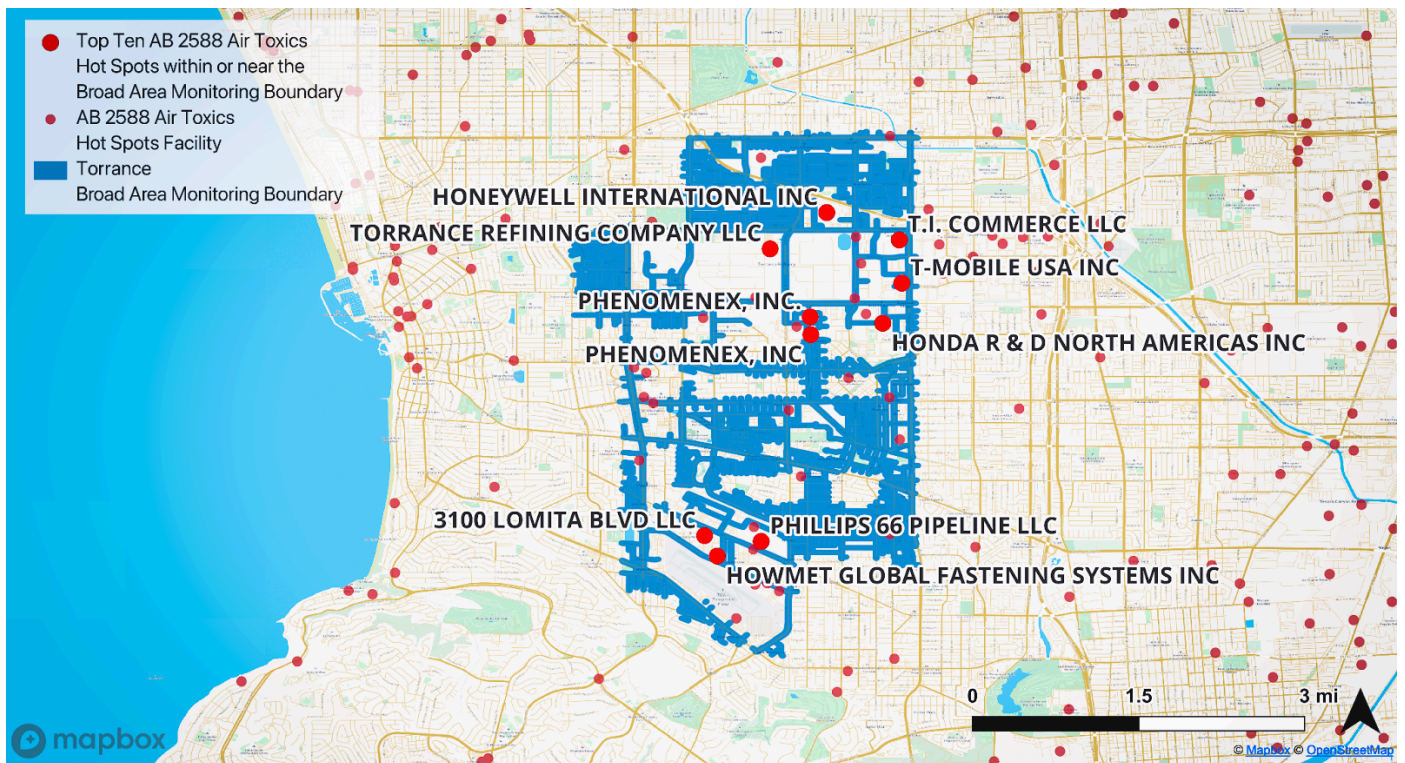 Top Ten AB 2588 Air Toxics
Hot Spots within or near the
Broad Area Monitoring Boundary
AB 2588 Air Toxics
Hot Spots Facility
Torrance
Broad Area Monitoring Boundary
HONEYWELL INTERNATIONAL INC
T.I. COMMERCE LLC
TORRANCE REFINING COMPANY LLC
T-MOBILE USA INC
PHENOMENEX, INC.
HONDA R & D NORTH AMERICAS INC
PHENOMENEX, INC
3100 LOMITA BLVD LLC
PHILLIPS 66 PIPELINE LLC
HOWMET GLOBAL FASTENING SYSTEMS INC
0 1.5 3 mi
mapbox
© Mapbox © OpenStreetMap